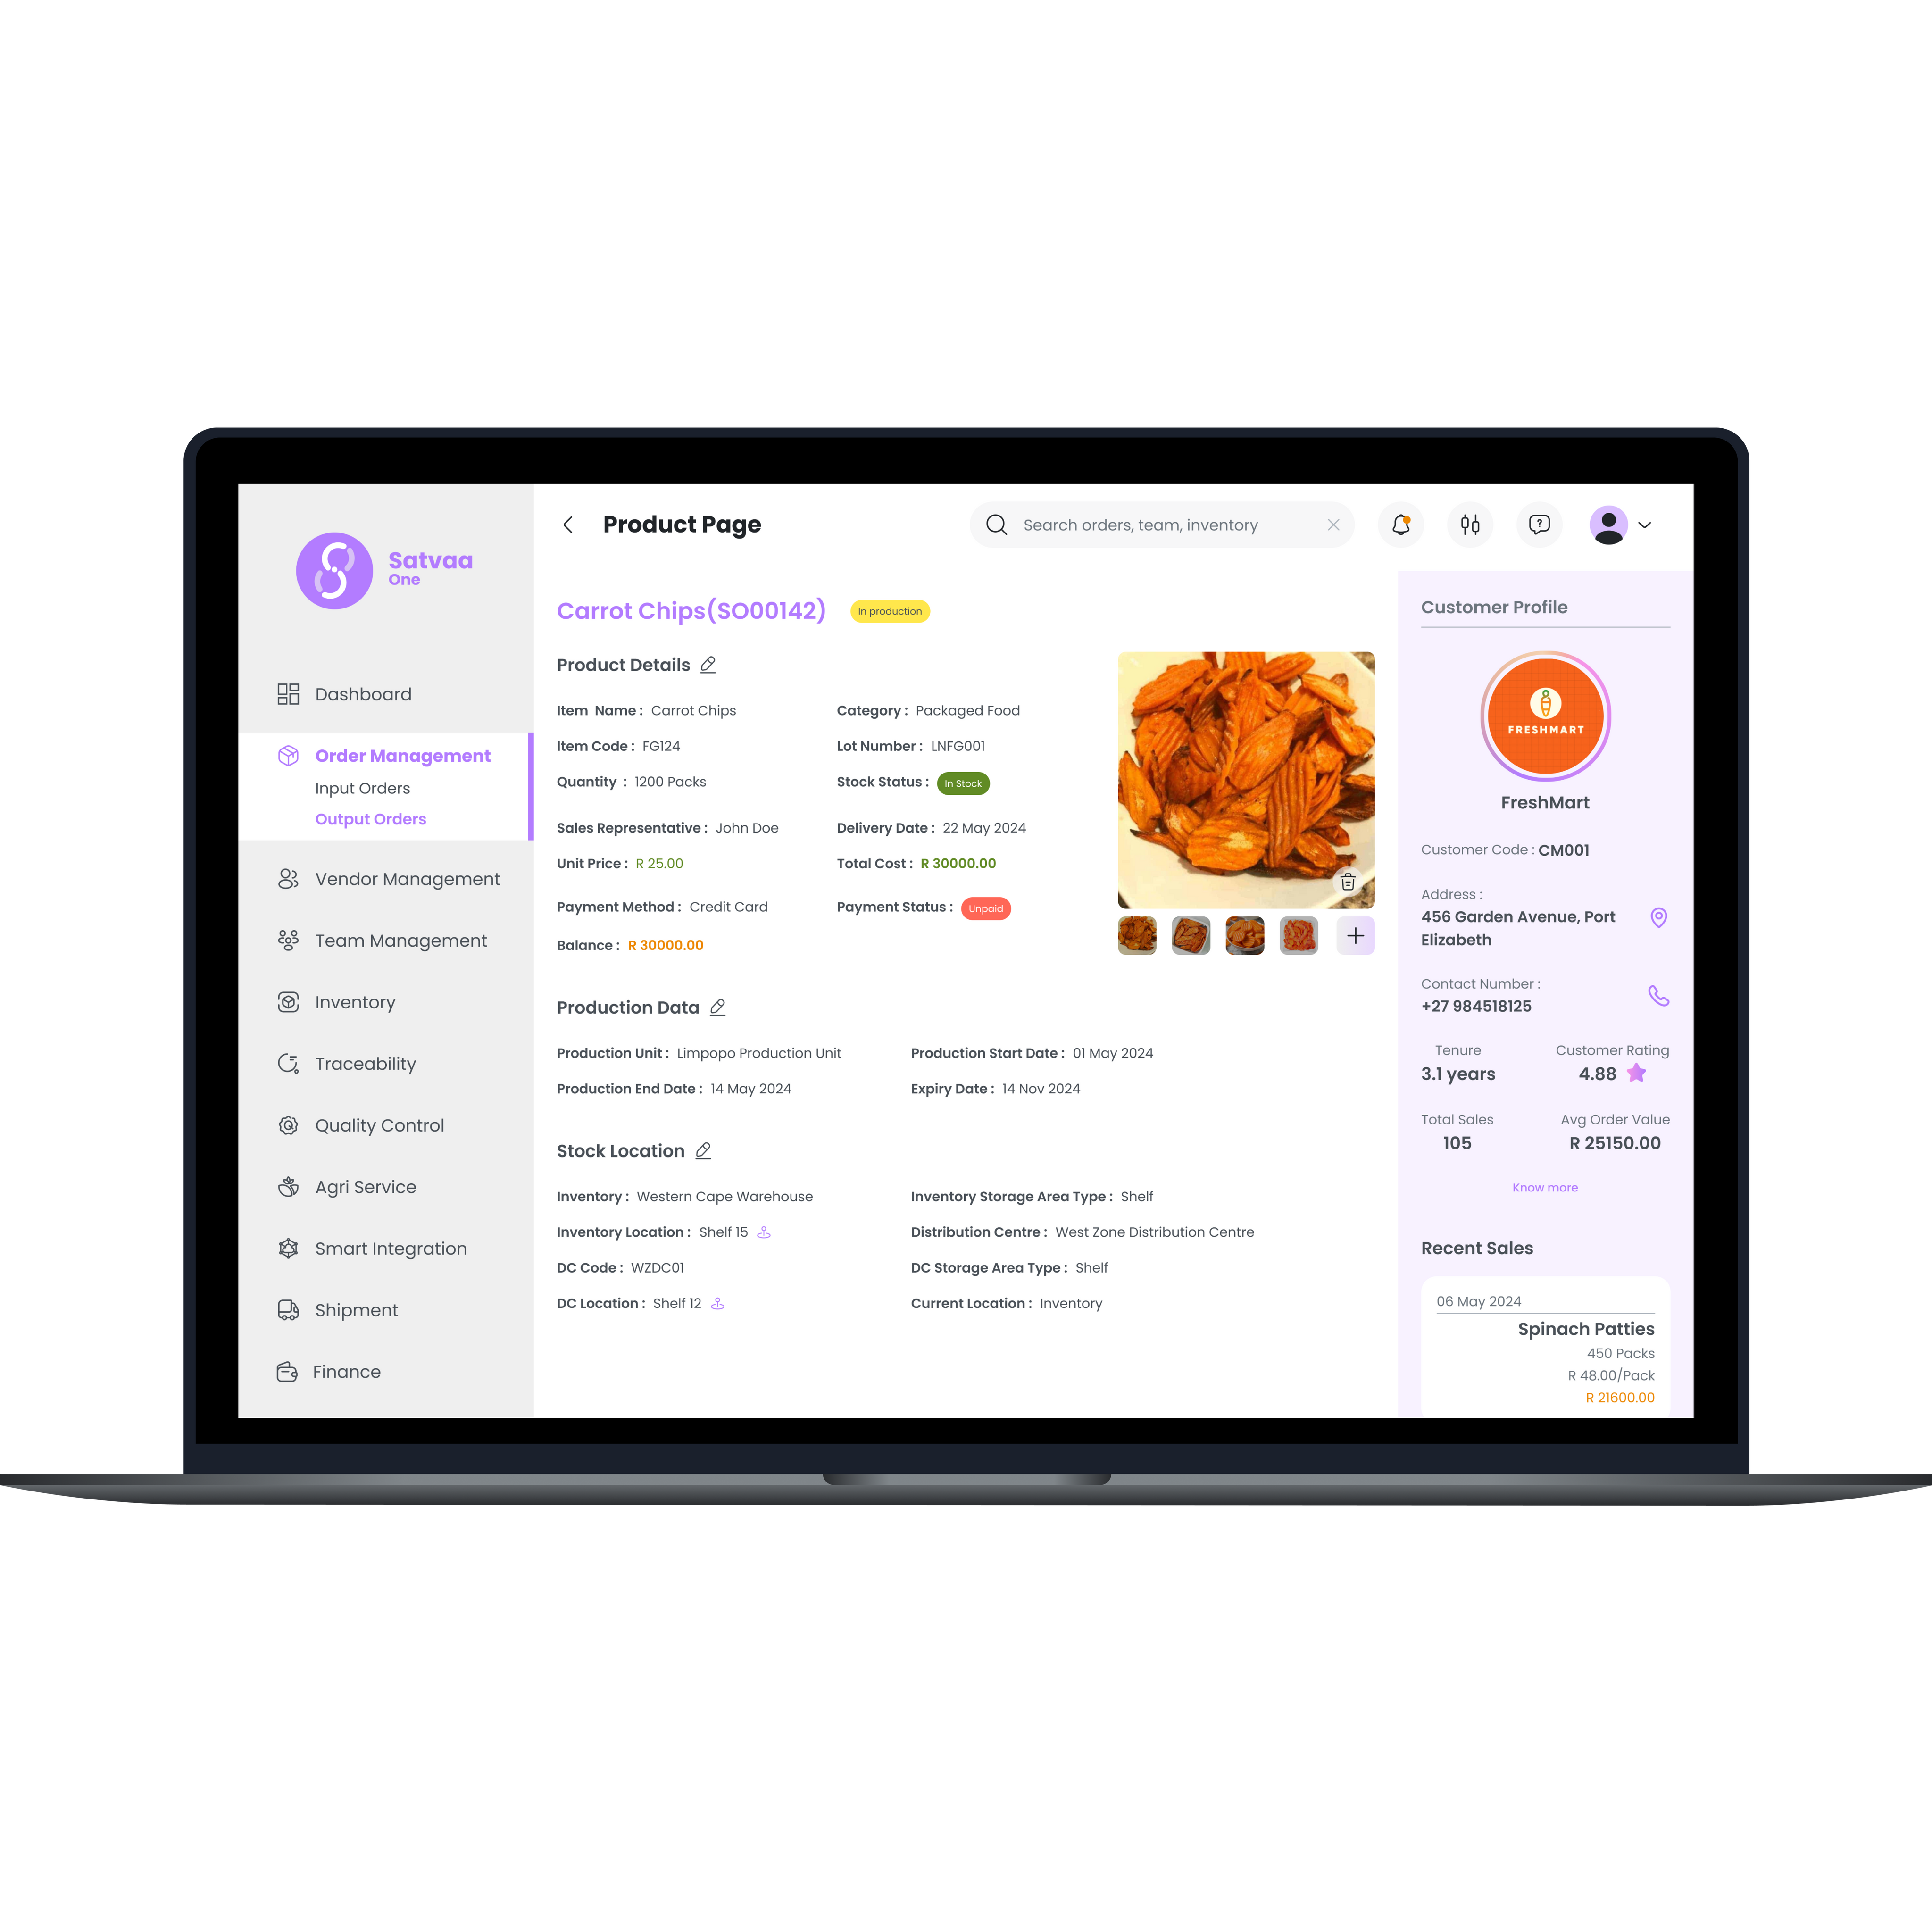 Satvaa
One
Dashboard
Order Management
Input Orders
Output Orders
Vendor Management
Team Management
Inventory
Traceability
Quality Control
Agri Service
Smart Integration
Shipment
Finance
Product Page
Search orders, team, inventory
Carrot Chips(SO00142) In production
Product Details
Item Name : Carrot Chips Category : Packaged Food
Item Code : FG124 Lot Number : LNFG001
Quantity : 1200 Packs Stock Status : In Stock
Sales Representative : John Doe Delivery Date : 22 May 2024
Unit Price : R 25.00 Total Cost : R 30000.00
Payment Method : Credit Card Payment Status : Unpaid
Balance : R 30000.00
Production Data
Production Unit : Limpopo Production Unit Production Start Date : 01 May 2024
Production End Date : 14 May 2024 Expiry Date : 14 Nov 2024
Stock Location
Inventory : Western Cape Warehouse Inventory Storage Area Type : Shelf
Inventory Location : Shelf 15 Distribution Centre : West Zone Distribution Centre
DC Code : WZDC01 DC Storage Area Type : Shelf
DC Location : Shelf 12 Current Location : Inventory
Customer Profile
FRESHMART
FreshMart
Customer Code : CM001
Address :
456 Garden Avenue, Port
Elizabeth
Contact Number :
+27 984518125
Tenure Customer Rating
3.1 years 4.88
Total Sales Avg Order Value
105 R 25150.00
Know more
Recent Sales
06 May 2024
Spinach Patties
450 Packs
R 48.00/Pack
R 21600.00